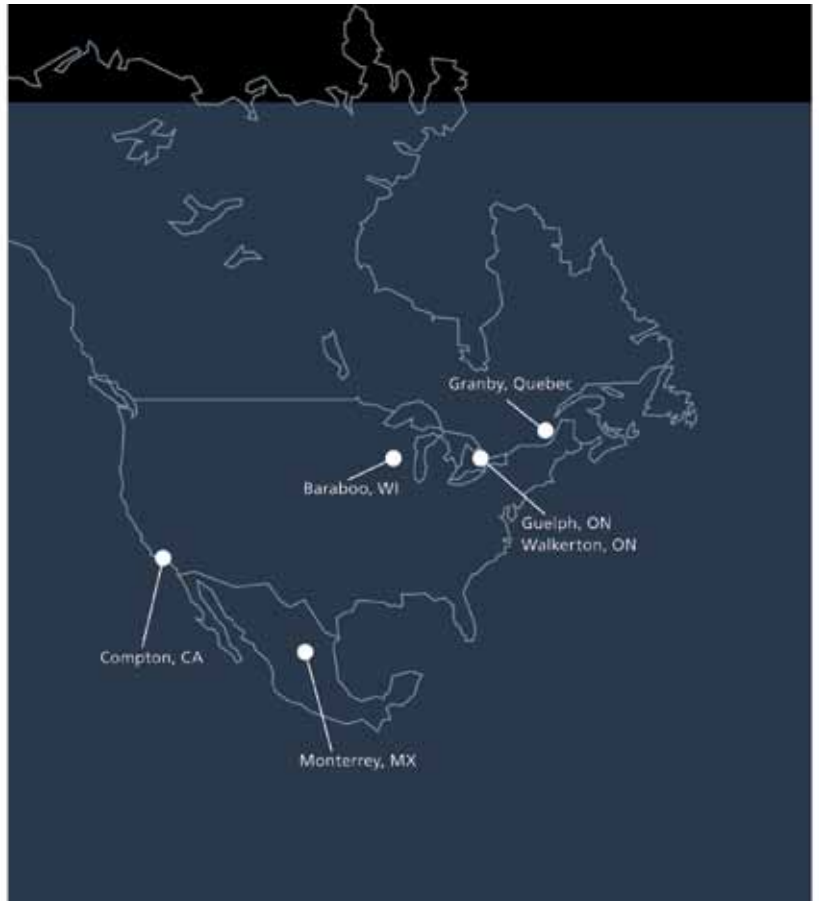 Granby, Quebec
Baraboo, WI
Guelph, ON
Walkerton, ON
Compton, CA
Monterrey, MX